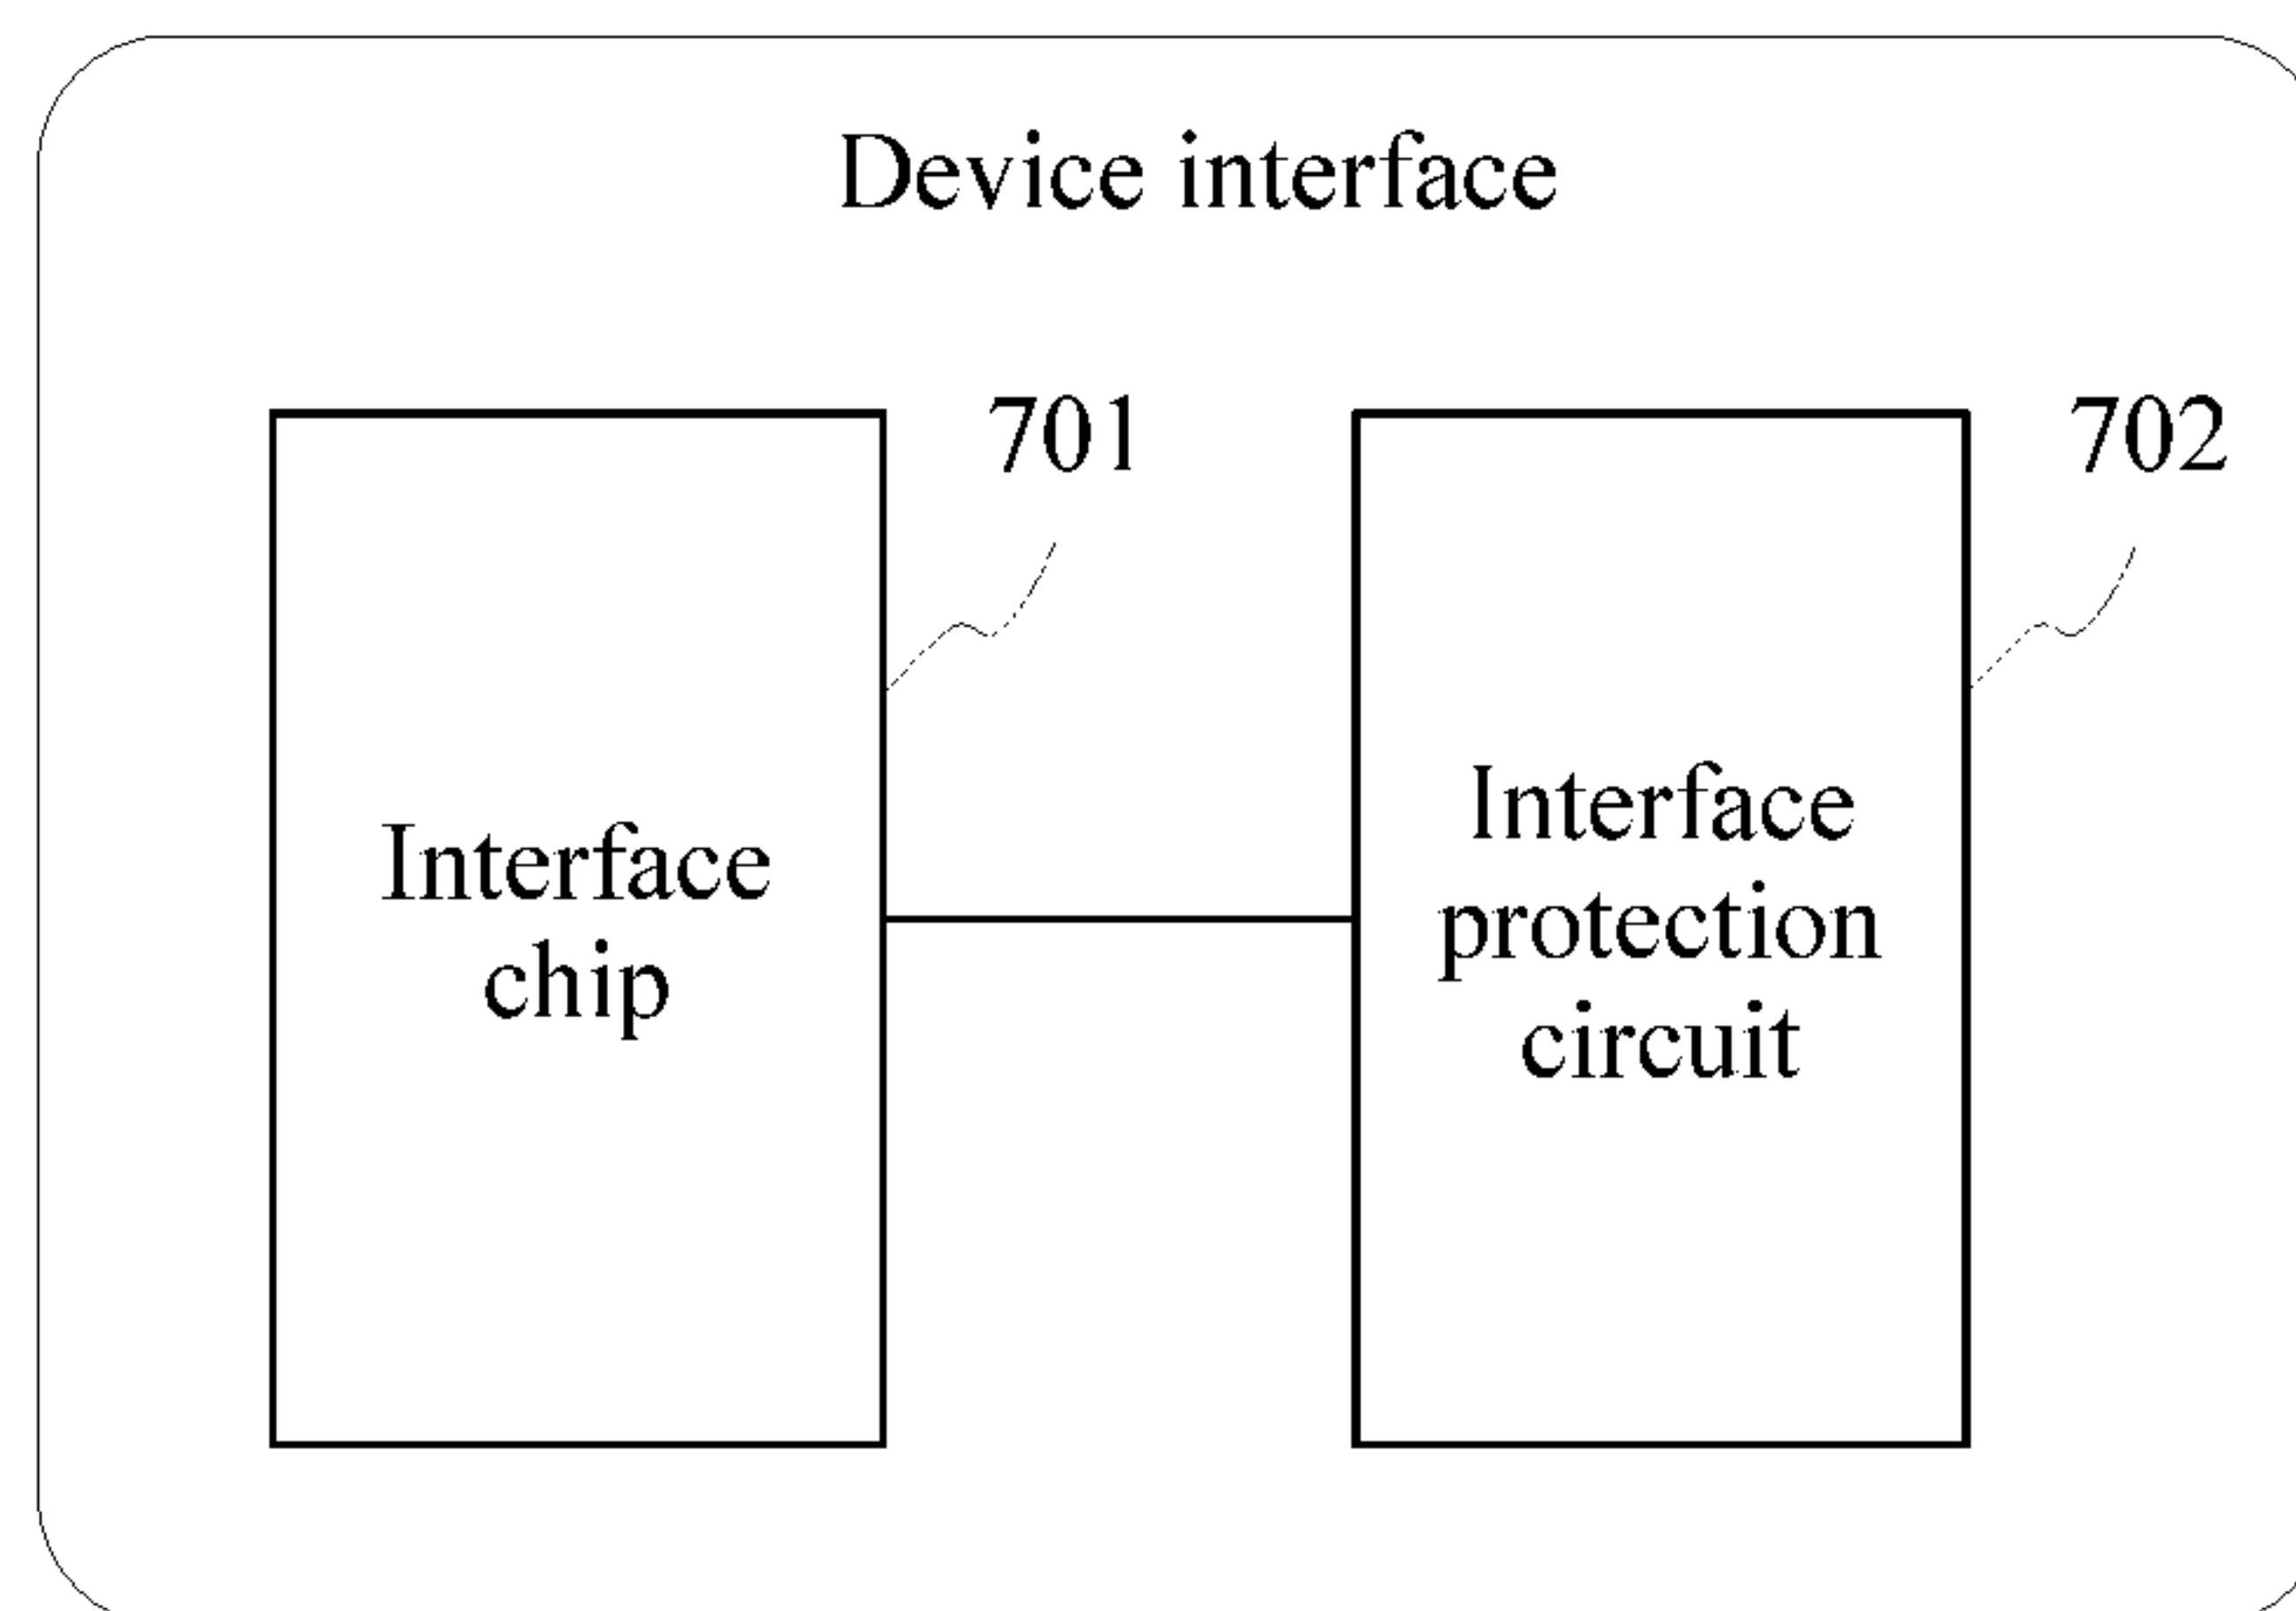 Device interface
701
702
Interface
chip
Interface
protection
circuit